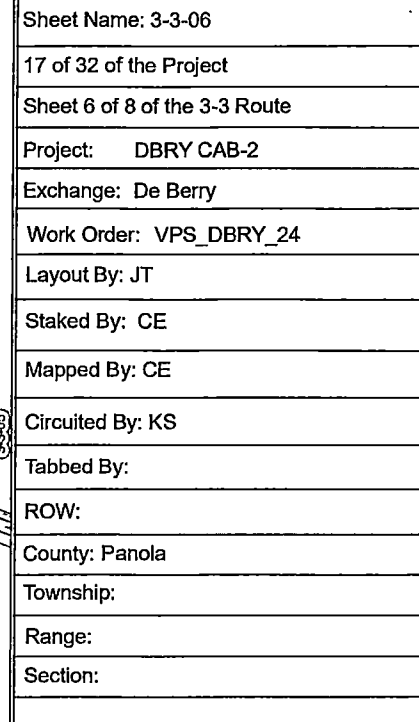 Sheet Name: 3-3-06
17 of 32 of the Project
Sheet 6 of 8 of the 3-3 Route
Project: DBRY CAB-2
Exchange: De Berry
Work Order: VPS_DBRY_24
Layout By: JT
Staked By: CE
Mapped By: CE
Circuited By: KS
Tabbed By:
ROW:
County: Panola
Township:
Range:
Section: